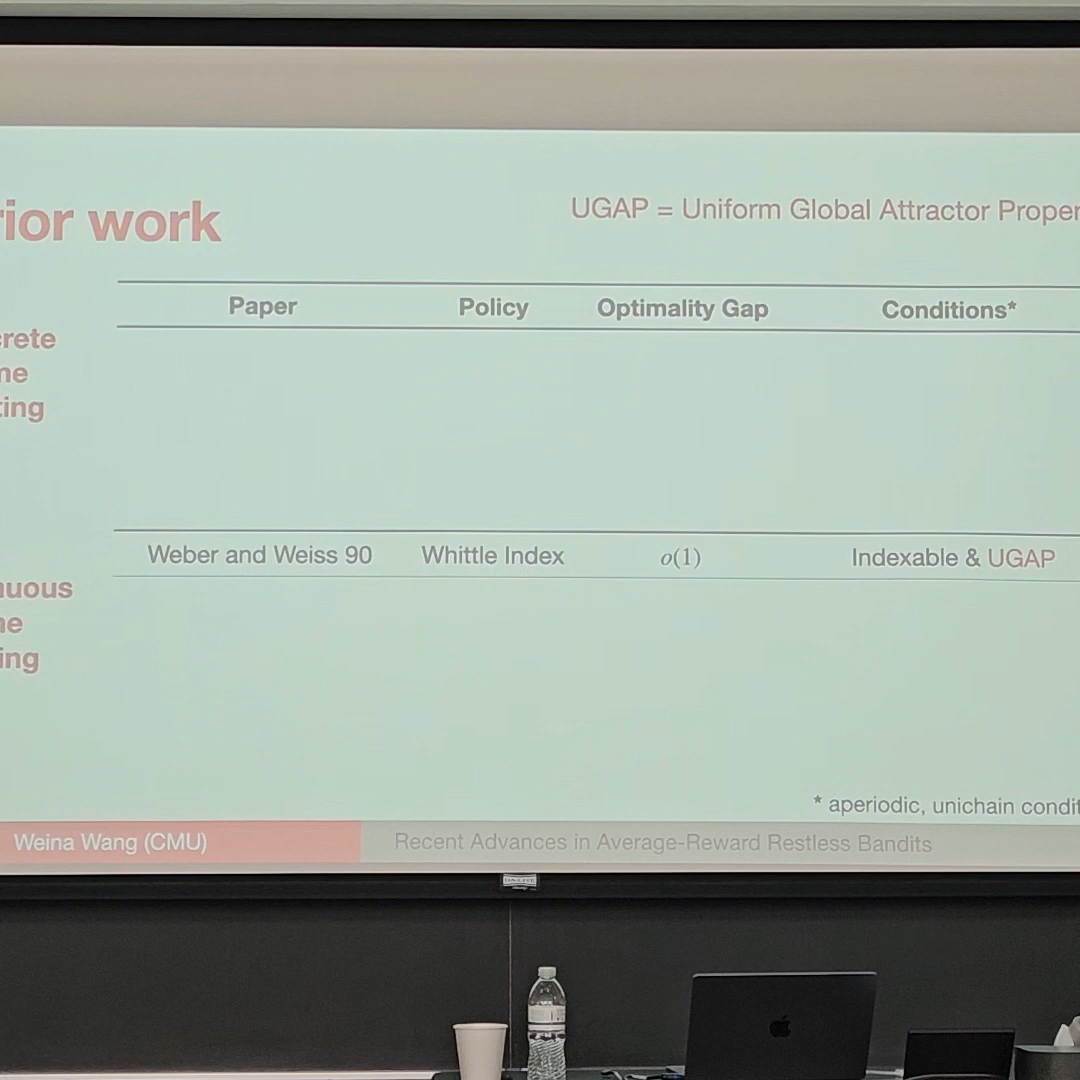 rior work
UGAP = Uniform Global Attractor Proper
Paper Policy Optimality Gap Conditions*
crete
me
ting
Weber and Weiss 90 Whittle Index o(1) Indexable & UGAP
nuous
me
ting
* aperiodic, unichain condit
Weina Wang (CMU) Recent Advances in Average-Reward Restless Bandits